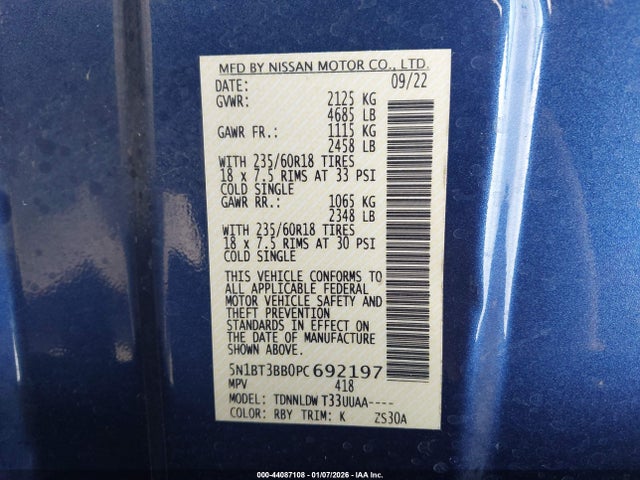 MFD BY NISSAN MOTOR CO., LTD.
DATE: 09/22
GVWR: 2125 KG
4685 LB
GAWR FR.: 1115 KG
2458 LB
WITH 235/60R18 TIRES
18 x 7.5 RIMS AT 33 PSI
COLD SINGLE
GAWR RR.: 1065 KG
2348 LB
WITH 235/60R18 TIRES
18 x 7.5 RIMS AT 30 PSI
COLD SINGLE
THIS VEHICLE CONFORMS TO
ALL APPLICABLE FEDERAL
MOTOR VEHICLE SAFETY AND
THEFT PREVENTION
STANDARDS IN EFFECT ON
THE DATE OF MANUFACTURE
SHOWN ABOVE.
5N1BT3BB0PC692197
MPV 418
MODEL: TDNNLDW T33UUAA----
COLOR: RBY TRIM: K ZS30A
000-44087108 - 01/07/2026 - IAA Inc.